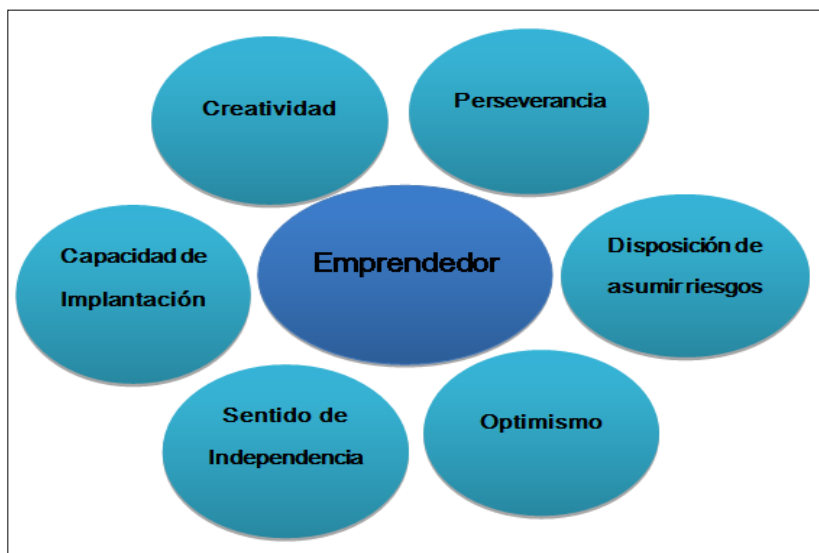 Creatividad
Perseverancia
Capacidad de
Implantación
Emprendedor
Disposición de
asumir riesgos
Sentido de
Independencia
Optimismo